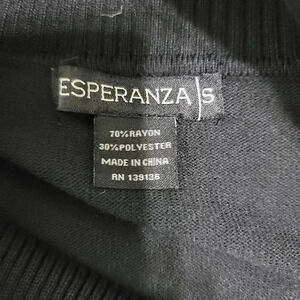 ESPERANZA S
70%RAYON
30%POLYESTER
MADE IN CHINA
RN 139136